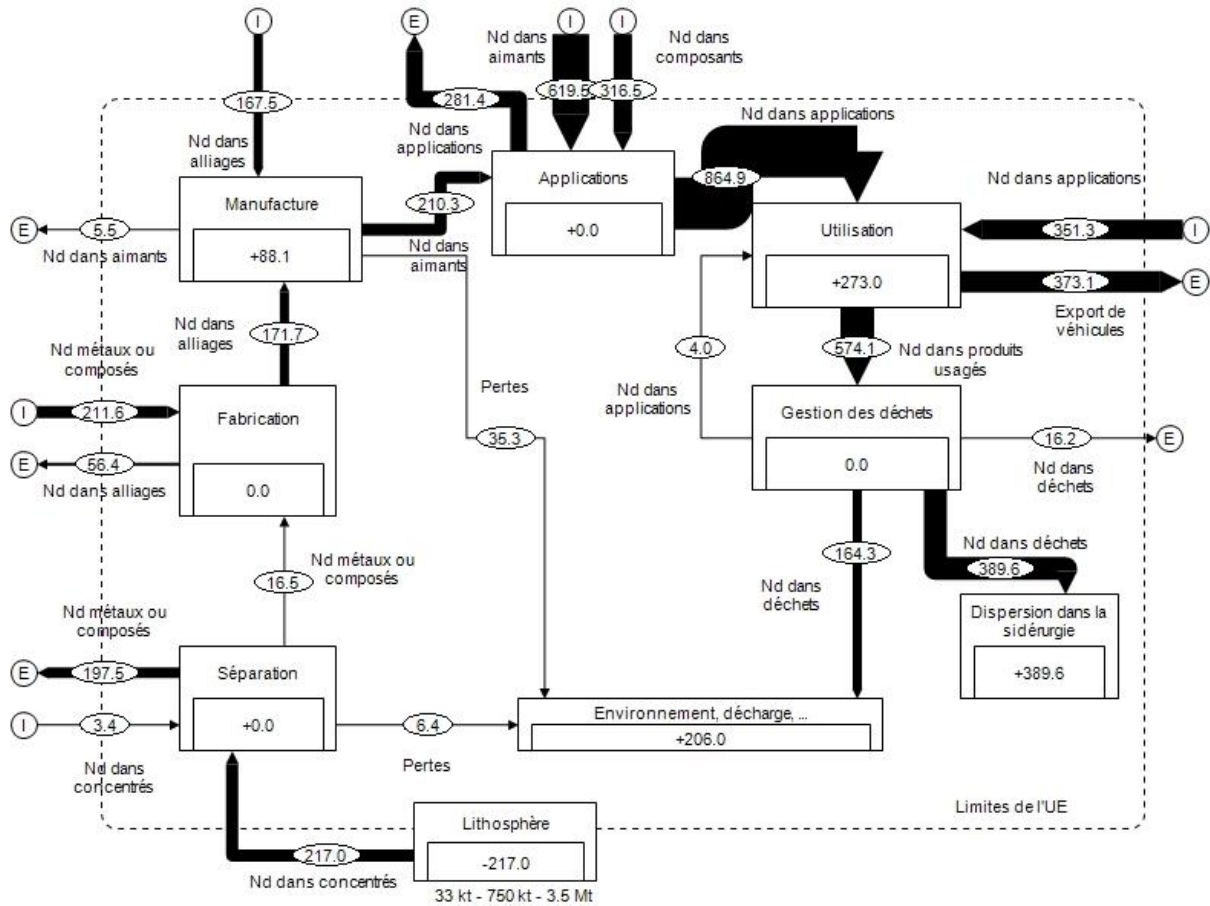 I
E
I
I
Nd dans
aimants
Nd dans
composants
167.5
281.4
619.5
316.5
Nd dans
alliages
Nd dans
applications
Nd dans applications
Applications
+0.0
864.9
Nd dans applications
Manufacture
+88.1
210.3
Nd dans
aimants
E
5.5
Nd dans aimants
Utilisation
+273.0
351.3
I
373.1
E
Export de
véhicules
Nd dans
alliages
171.7
4.0
574.1
Nd dans produits
usagés
Nd métaux ou
composés
Pertes
Nd dans
applications
I
211.6
Fabrication
0.0
35.3
Gestion des déchets
0.0
16.2
E
Nd dans
déchets
E
56.4
Nd dans alliages
Nd métaux ou
composés
16.5
164.3
Nd dans
déchets
Nd dans déchets
389.6
Nd métaux ou
composés
Dispersion dans la
sidérurgie
+389.6
E
197.5
Séparation
+0.0
I
3.4
Nd dans
concentrés
6.4
Pertes
Environnement, décharge, ...
+206.0
Limites de l'UE
Lithosphère
-217.0
217.0
Nd dans concentrés
33 kt - 750 kt - 3.5 Mt